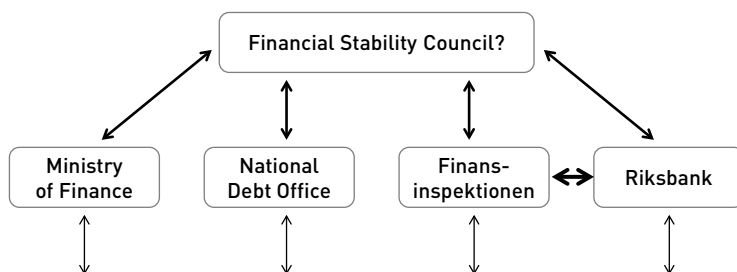 Financial Stability Council?
Ministry
of Finance
National
Debt Office
Finans-
inspektionen
Riksbank